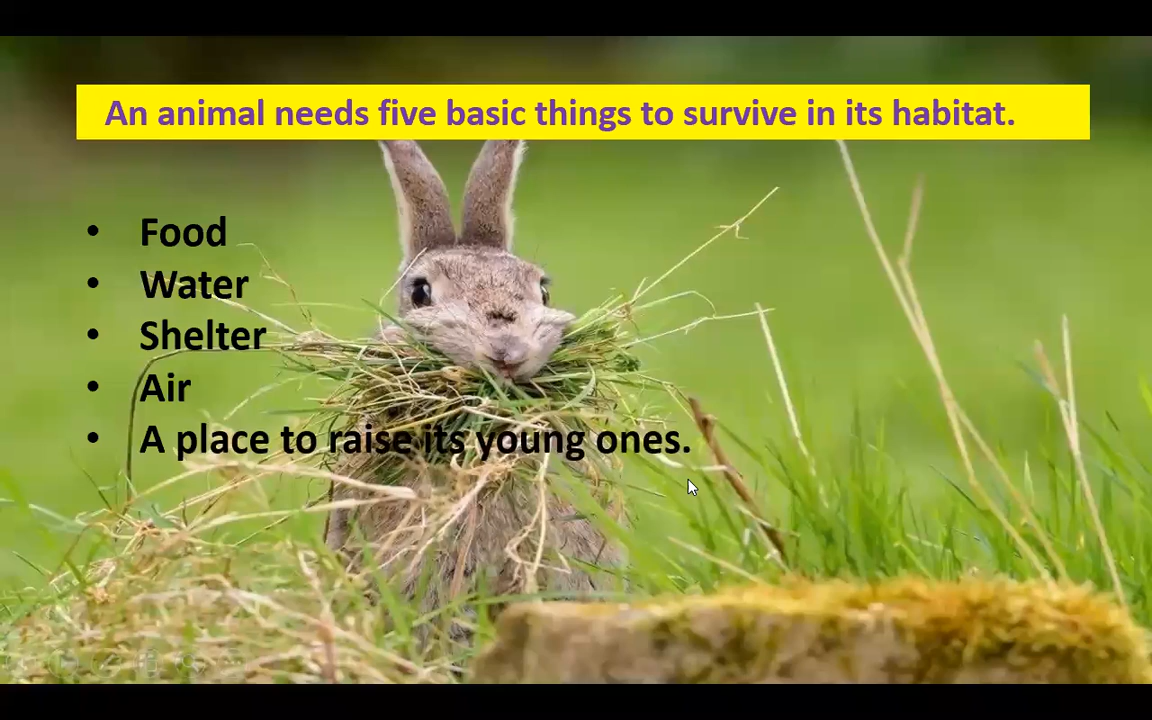 An animal needs five basic things to survive in its habitat.
• Food
• Water
• Shelter
• Air
• A place to raise its young ones.